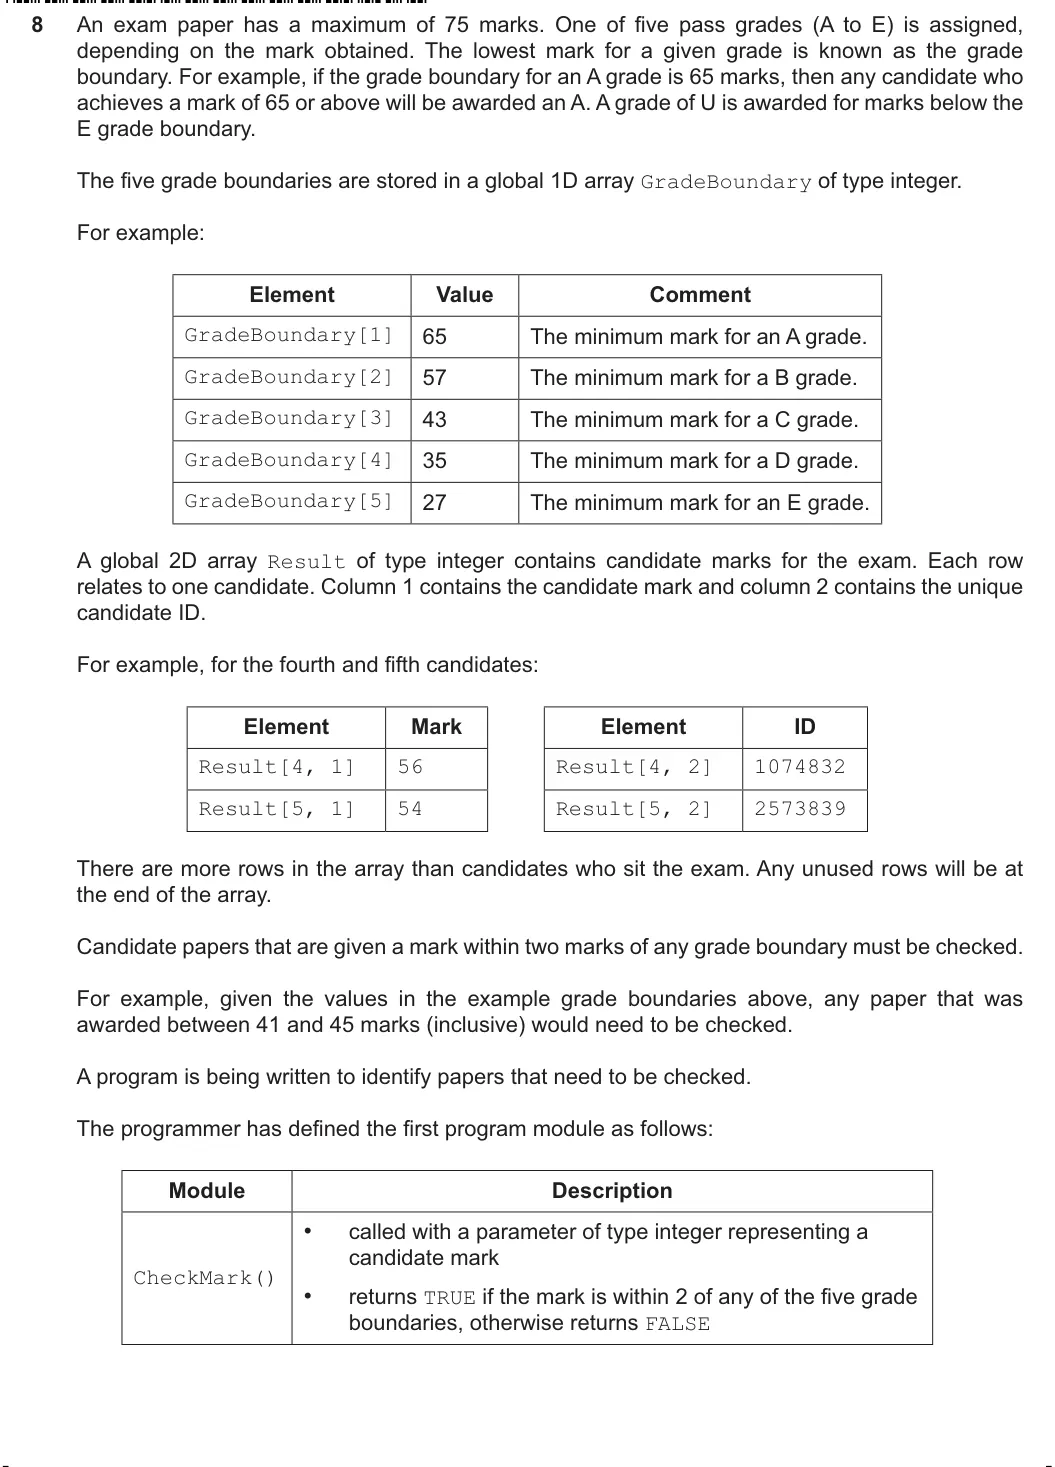 8 An exam paper has a maximum of 75 marks. One of five pass grades (A to E) is assigned,
depending on the mark obtained. The lowest mark for a given grade is known as the grade
boundary. For example, if the grade boundary for an A grade is 65 marks, then any candidate who
achieves a mark of 65 or above will be awarded an A. A grade of U is awarded for marks below the
E grade boundary.
The five grade boundaries are stored in a global 1D array GradeBoundary of type integer.
For example:
Element Value Comment
GradeBoundary[1] 65 The minimum mark for an A grade.
GradeBoundary[2] 57 The minimum mark for a B grade.
GradeBoundary[3] 43 The minimum mark for a C grade.
GradeBoundary[4] 35 The minimum mark for a D grade.
GradeBoundary[5] 27 The minimum mark for an E grade.
A global 2D array Result of type integer contains candidate marks for the exam. Each row
relates to one candidate. Column 1 contains the candidate mark and column 2 contains the unique
candidate ID.
For example, for the fourth and fifth candidates:
Element Mark Element ID
Result[4, 1] 56 Result[4, 2] 1074832
Result[5, 1] 54 Result[5, 2] 2573839
There are more rows in the array than candidates who sit the exam. Any unused rows will be at
the end of the array.
Candidate papers that are given a mark within two marks of any grade boundary must be checked.
For example, given the values in the example grade boundaries above, any paper that was
awarded between 41 and 45 marks (inclusive) would need to be checked.
A program is being written to identify papers that need to be checked.
The programmer has defined the first program module as follows:
Module Description
CheckMark()
• called with a parameter of type integer representing a
candidate mark
• returns TRUE if the mark is within 2 of any of the five grade
boundaries, otherwise returns FALSE